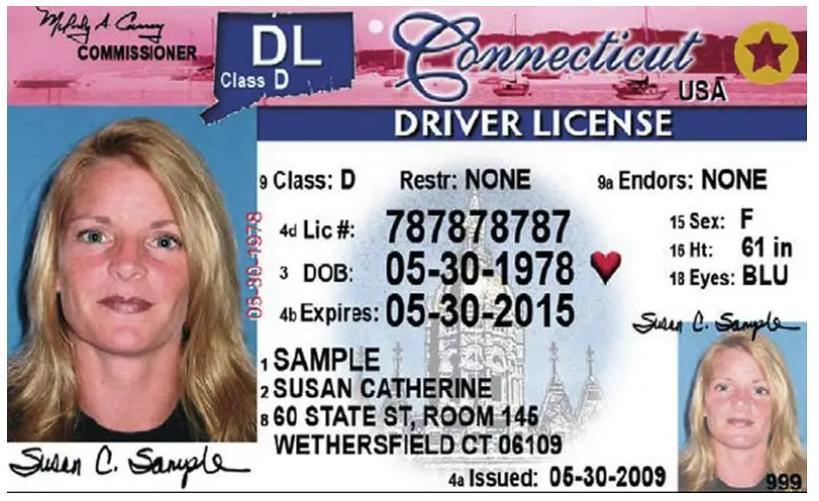 COMMISSIONER
DL
Class D
Connecticut
USA
DRIVER LICENSE
9 Class: D Restr: NONE 9a Endors: NONE
4d Lic #: 787878787
15 Sex: F
16 Ht: 61 in
18 Eyes: BLU
3 DOB: 05-30-1978
05-30-1978
4b Expires: 05-30-2015
1 SAMPLE
2 SUSAN CATHERINE
8 60 STATE ST, ROOM 145
WETHERSFIELD CT 06109
Susan C. Sample
Susan C. Sample
4a Issued: 05-30-2009
999